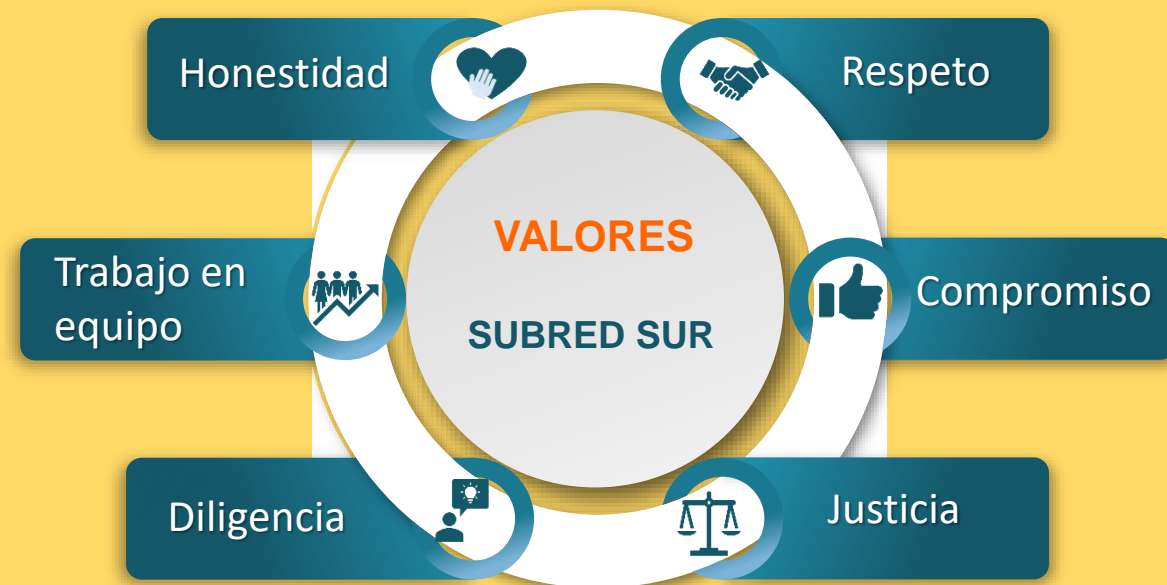 Honestidad
Respeto
VALORES
SUBRED SUR
Trabajo en
equipo
Compromiso
Diligencia
Justicia